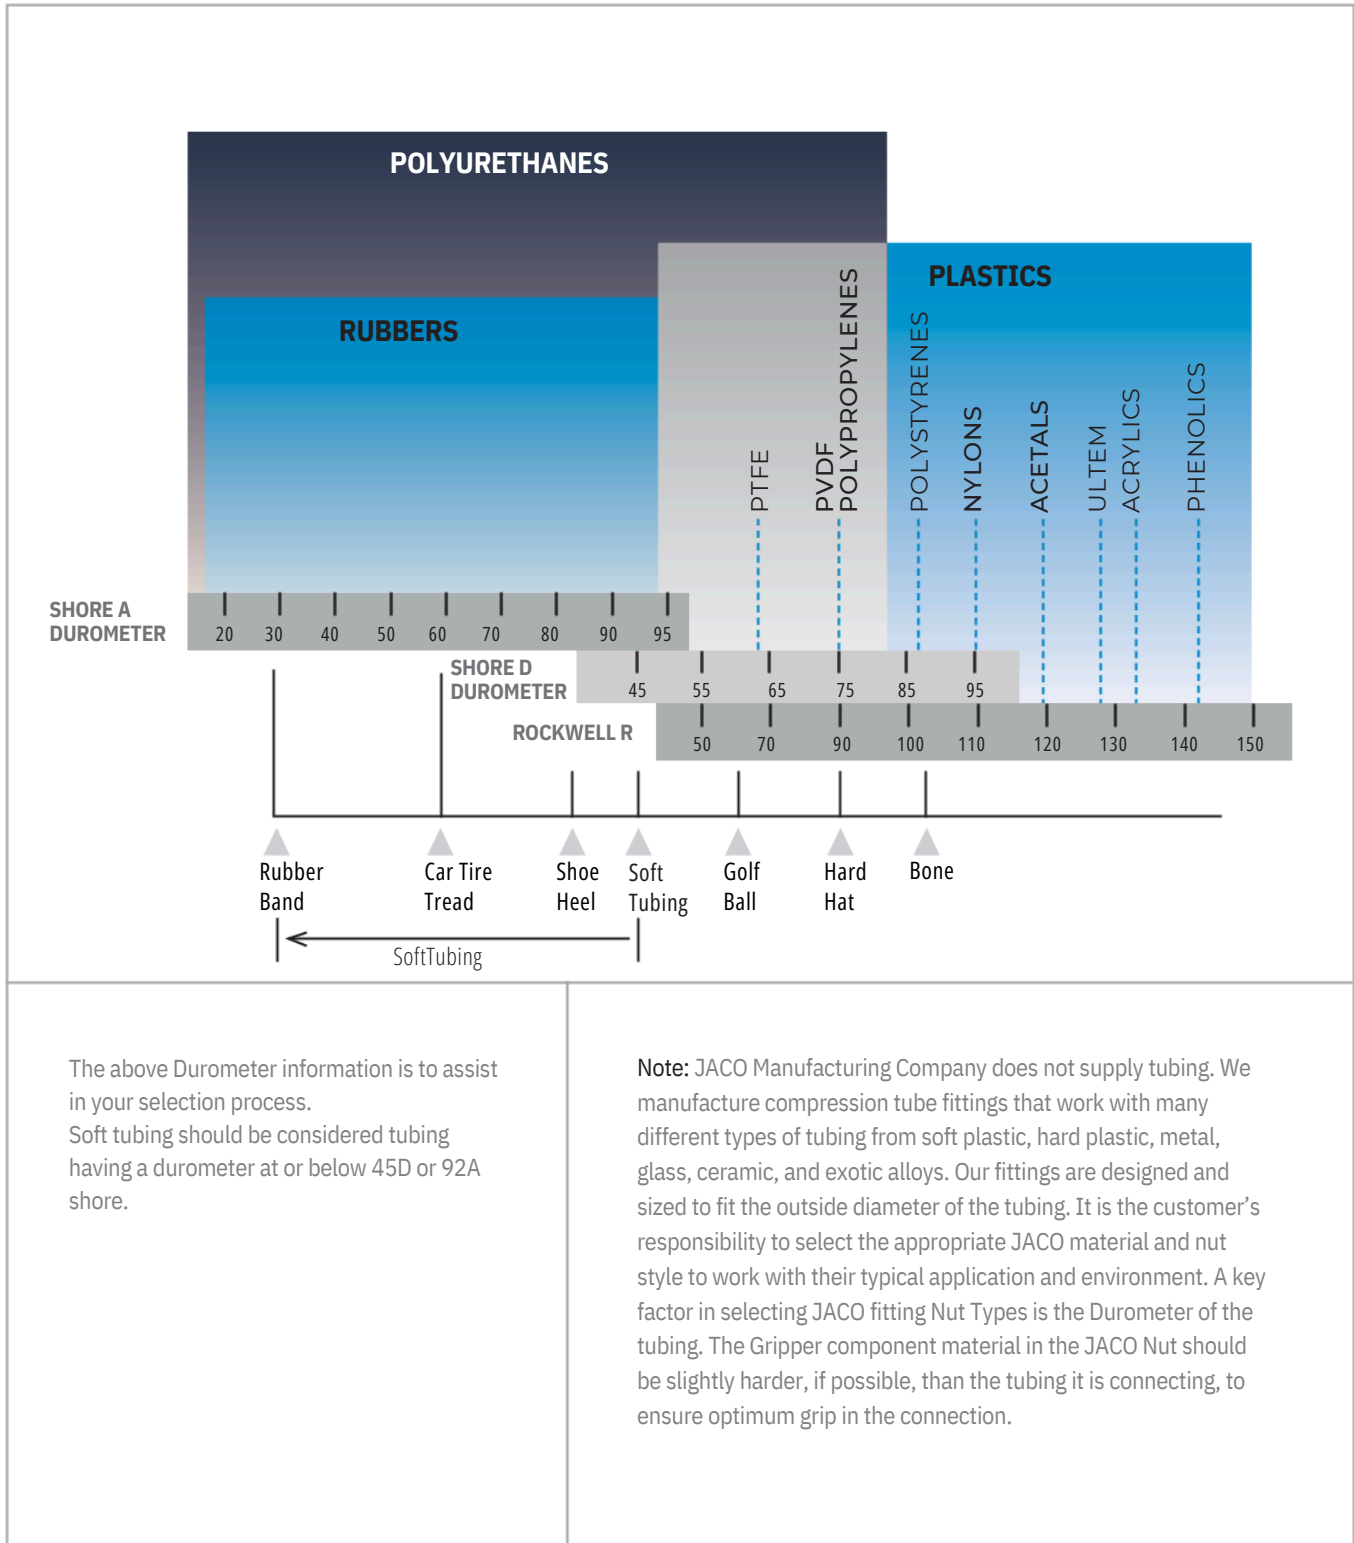 POLYURETHANES
PLASTICS
RUBBERS
PTFE
PVDF
POLYPROPYLENES
POLYSTYRENES
NYLONS
ACETALS
ULTEM
ACRYLICS
PHENOLICS
SHORE A
DUROMETER
20 30 40 50 60 70 80 90 95
SHORE D
DUROMETER
45 55 65 75 85 95
ROCKWELL R
50 70 90 100 110 120 130 140 150
Rubber
Band
Car Tire
Tread
Shoe
Heel
Soft
Tubing
Golf
Ball
Hard
Hat
Bone
SoftTubing
The above Durometer information is to assist
in your selection process.
Soft tubing should be considered tubing
having a durometer at or below 45D or 92A
shore.
Note: JACO Manufacturing Company does not supply tubing. We
manufacture compression tube fittings that work with many
different types of tubing from soft plastic, hard plastic, metal,
glass, ceramic, and exotic alloys. Our fittings are designed and
sized to fit the outside diameter of the tubing. It is the customer’s
responsibility to select the appropriate JACO material and nut
style to work with their typical application and environment. A key
factor in selecting JACO fitting Nut Types is the Durometer of the
tubing. The Gripper component material in the JACO Nut should
be slightly harder, if possible, than the tubing it is connecting, to
ensure optimum grip in the connection.